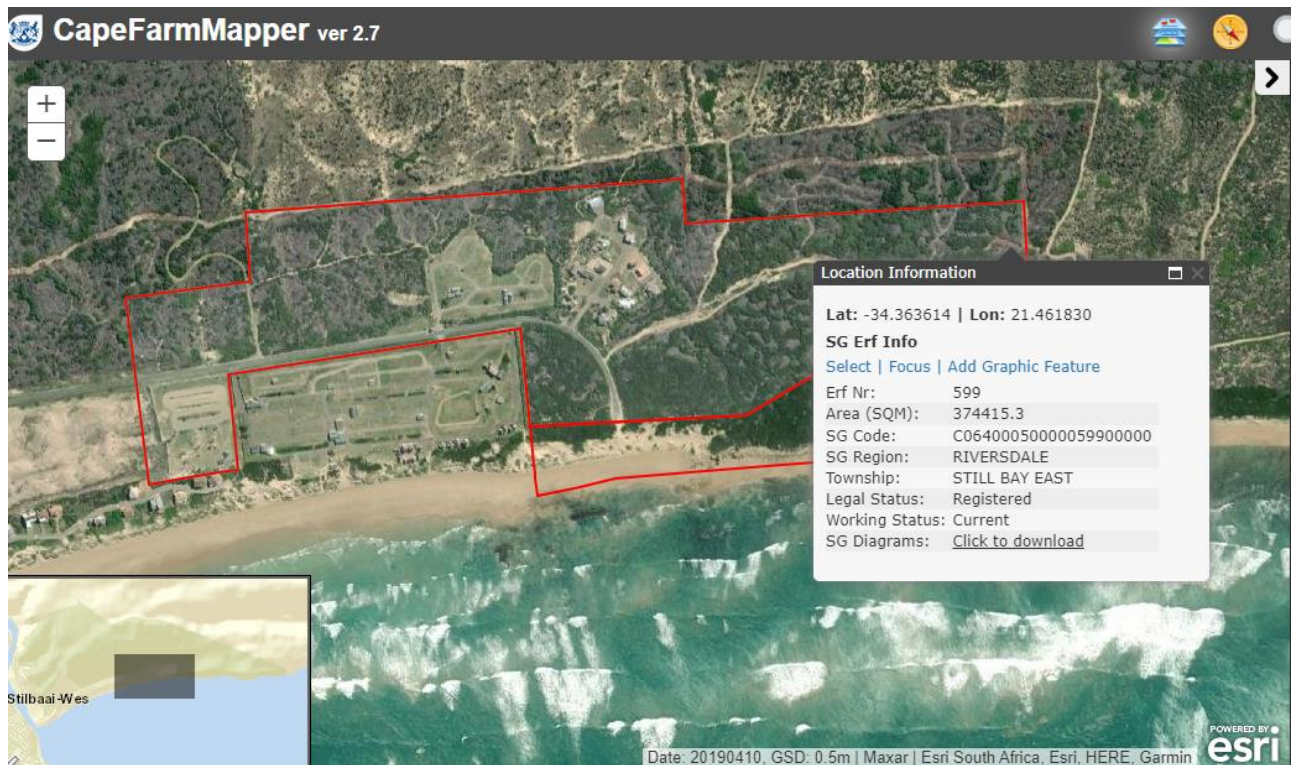 CapeFarmMapper ver 2.7
+
−
Location Information
Lat: -34.363614 | Lon: 21.461830
SG Erf Info
Select | Focus | Add Graphic Feature
Erf Nr: 599
Area (SQM): 374415.3
SG Code: C06400050000059900000
SG Region: RIVERSDALE
Township: STILL BAY EAST
Legal Status: Registered
Working Status: Current
SG Diagrams: Click to download
Stilbaai-Wes
Date: 20190410, GSD: 0.5m | Maxar | Esri South Africa, Esri, HERE, Garmin
POWERED BY
esri